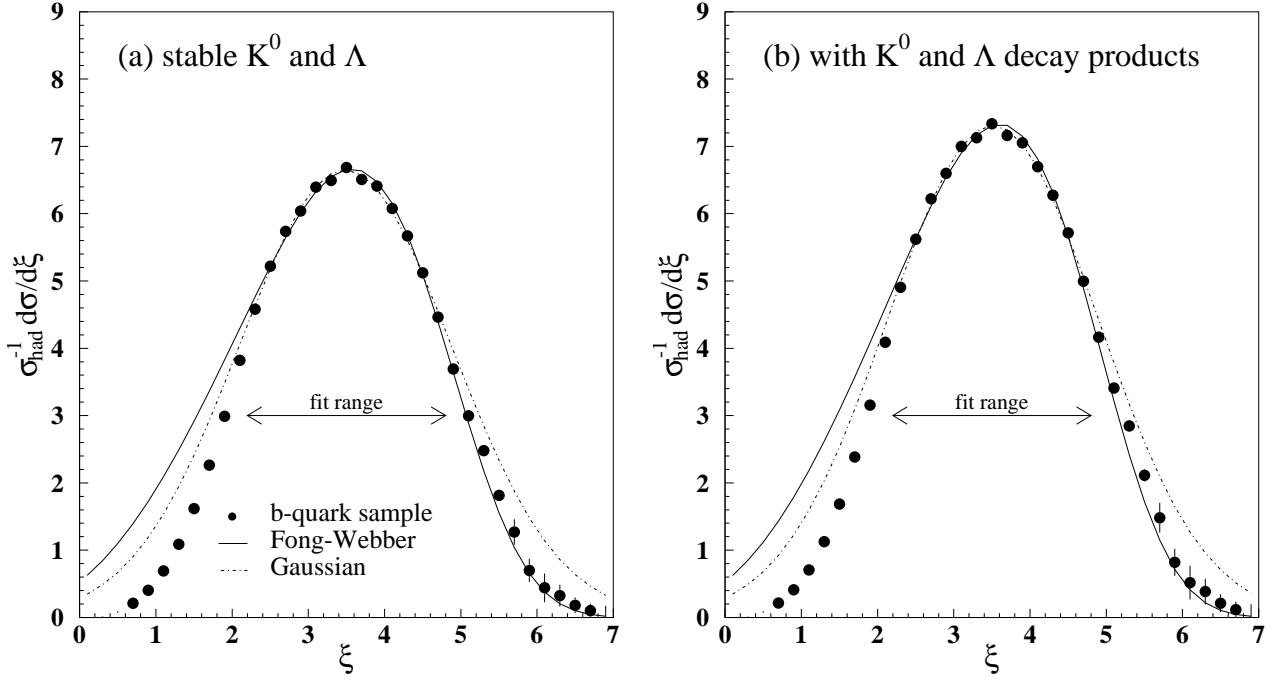 (a) stable K⁰ and Λ
9
8
7
6
5
4
3
2
1
0
σ⁻¹had dσ/dξ
fit range
b-quark sample
Fong-Webber
Gaussian
0 1 2 3 4 5 6 7
ξ
(b) with K⁰ and Λ decay products
9
8
7
6
5
4
3
2
1
0
σ⁻¹had dσ/dξ
fit range
0 1 2 3 4 5 6 7
ξ